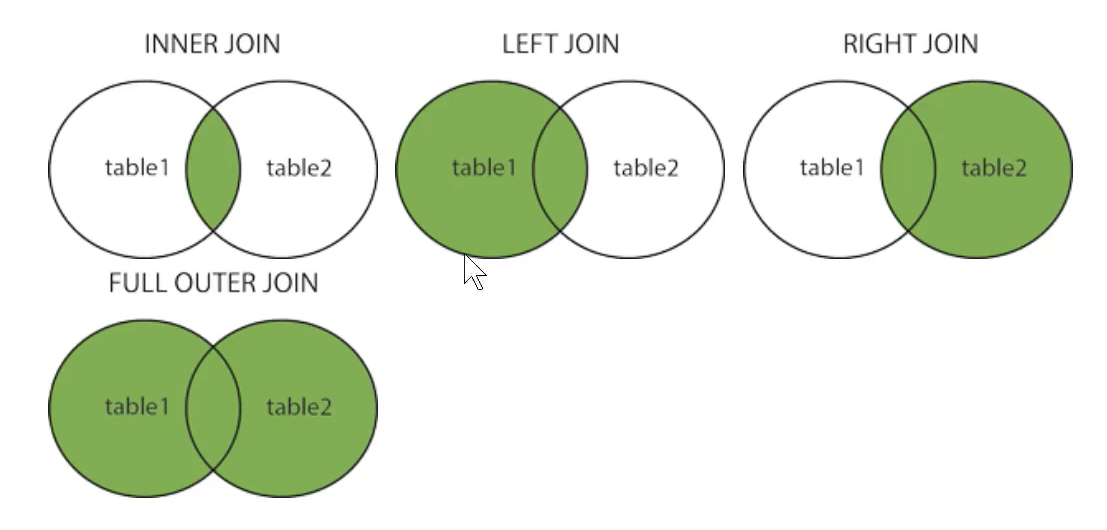 INNER JOIN
table1 table2
LEFT JOIN
table1 table2
RIGHT JOIN
table1 table2
FULL OUTER JOIN
table1 table2